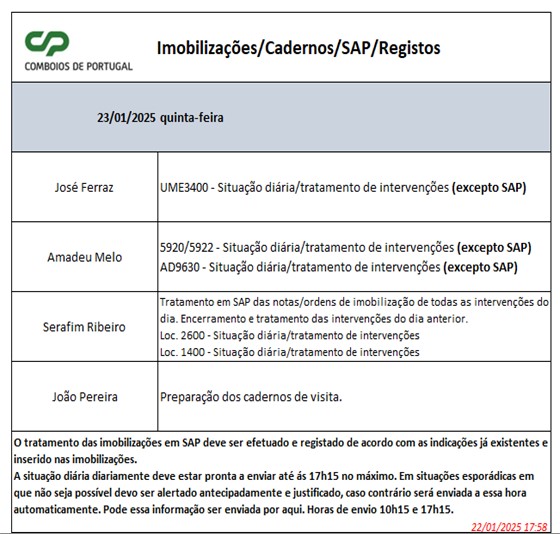 CP
COMBOIOS DE PORTUGAL
Imobilizações/Cadernos/SAP/Registos
23/01/2025 quinta-feira
José Ferraz
UME3400 - Situação diária/tratamento de intervenções (excepto SAP)
Amadeu Melo
5920/5922 - Situação diária/tratamento de intervenções (excepto SAP)
AD9630 - Situação diária/tratamento de intervenções (excepto SAP)
Serafim Ribeiro
Tratamento em SAP das notas/ordens de imobilização de todas as intervenções do
dia. Encerramento e tratamento das intervenções do dia anterior.
Loc. 2600 - Situação diária/tratamento de intervenções
Loc. 1400 - Situação diária/tratamento de intervenções
João Pereira
Preparação dos cadernos de visita.
O tratamento das imobilizações em SAP deve ser efetuado e registado de acordo com as indicações já existentes e
inserido nas imobilizações.
A situação diária diariamente deve estar pronta a enviar até ás 17h15 no máximo. Em situações esporádicas em
que não seja possível devo ser alertado antecipadamente e justificado, caso contrário será enviada a essa hora
automaticamente. Pode essa informação ser enviada por aqui. Horas de envio 10h15 e 17h15.
22/01/2025 17:58